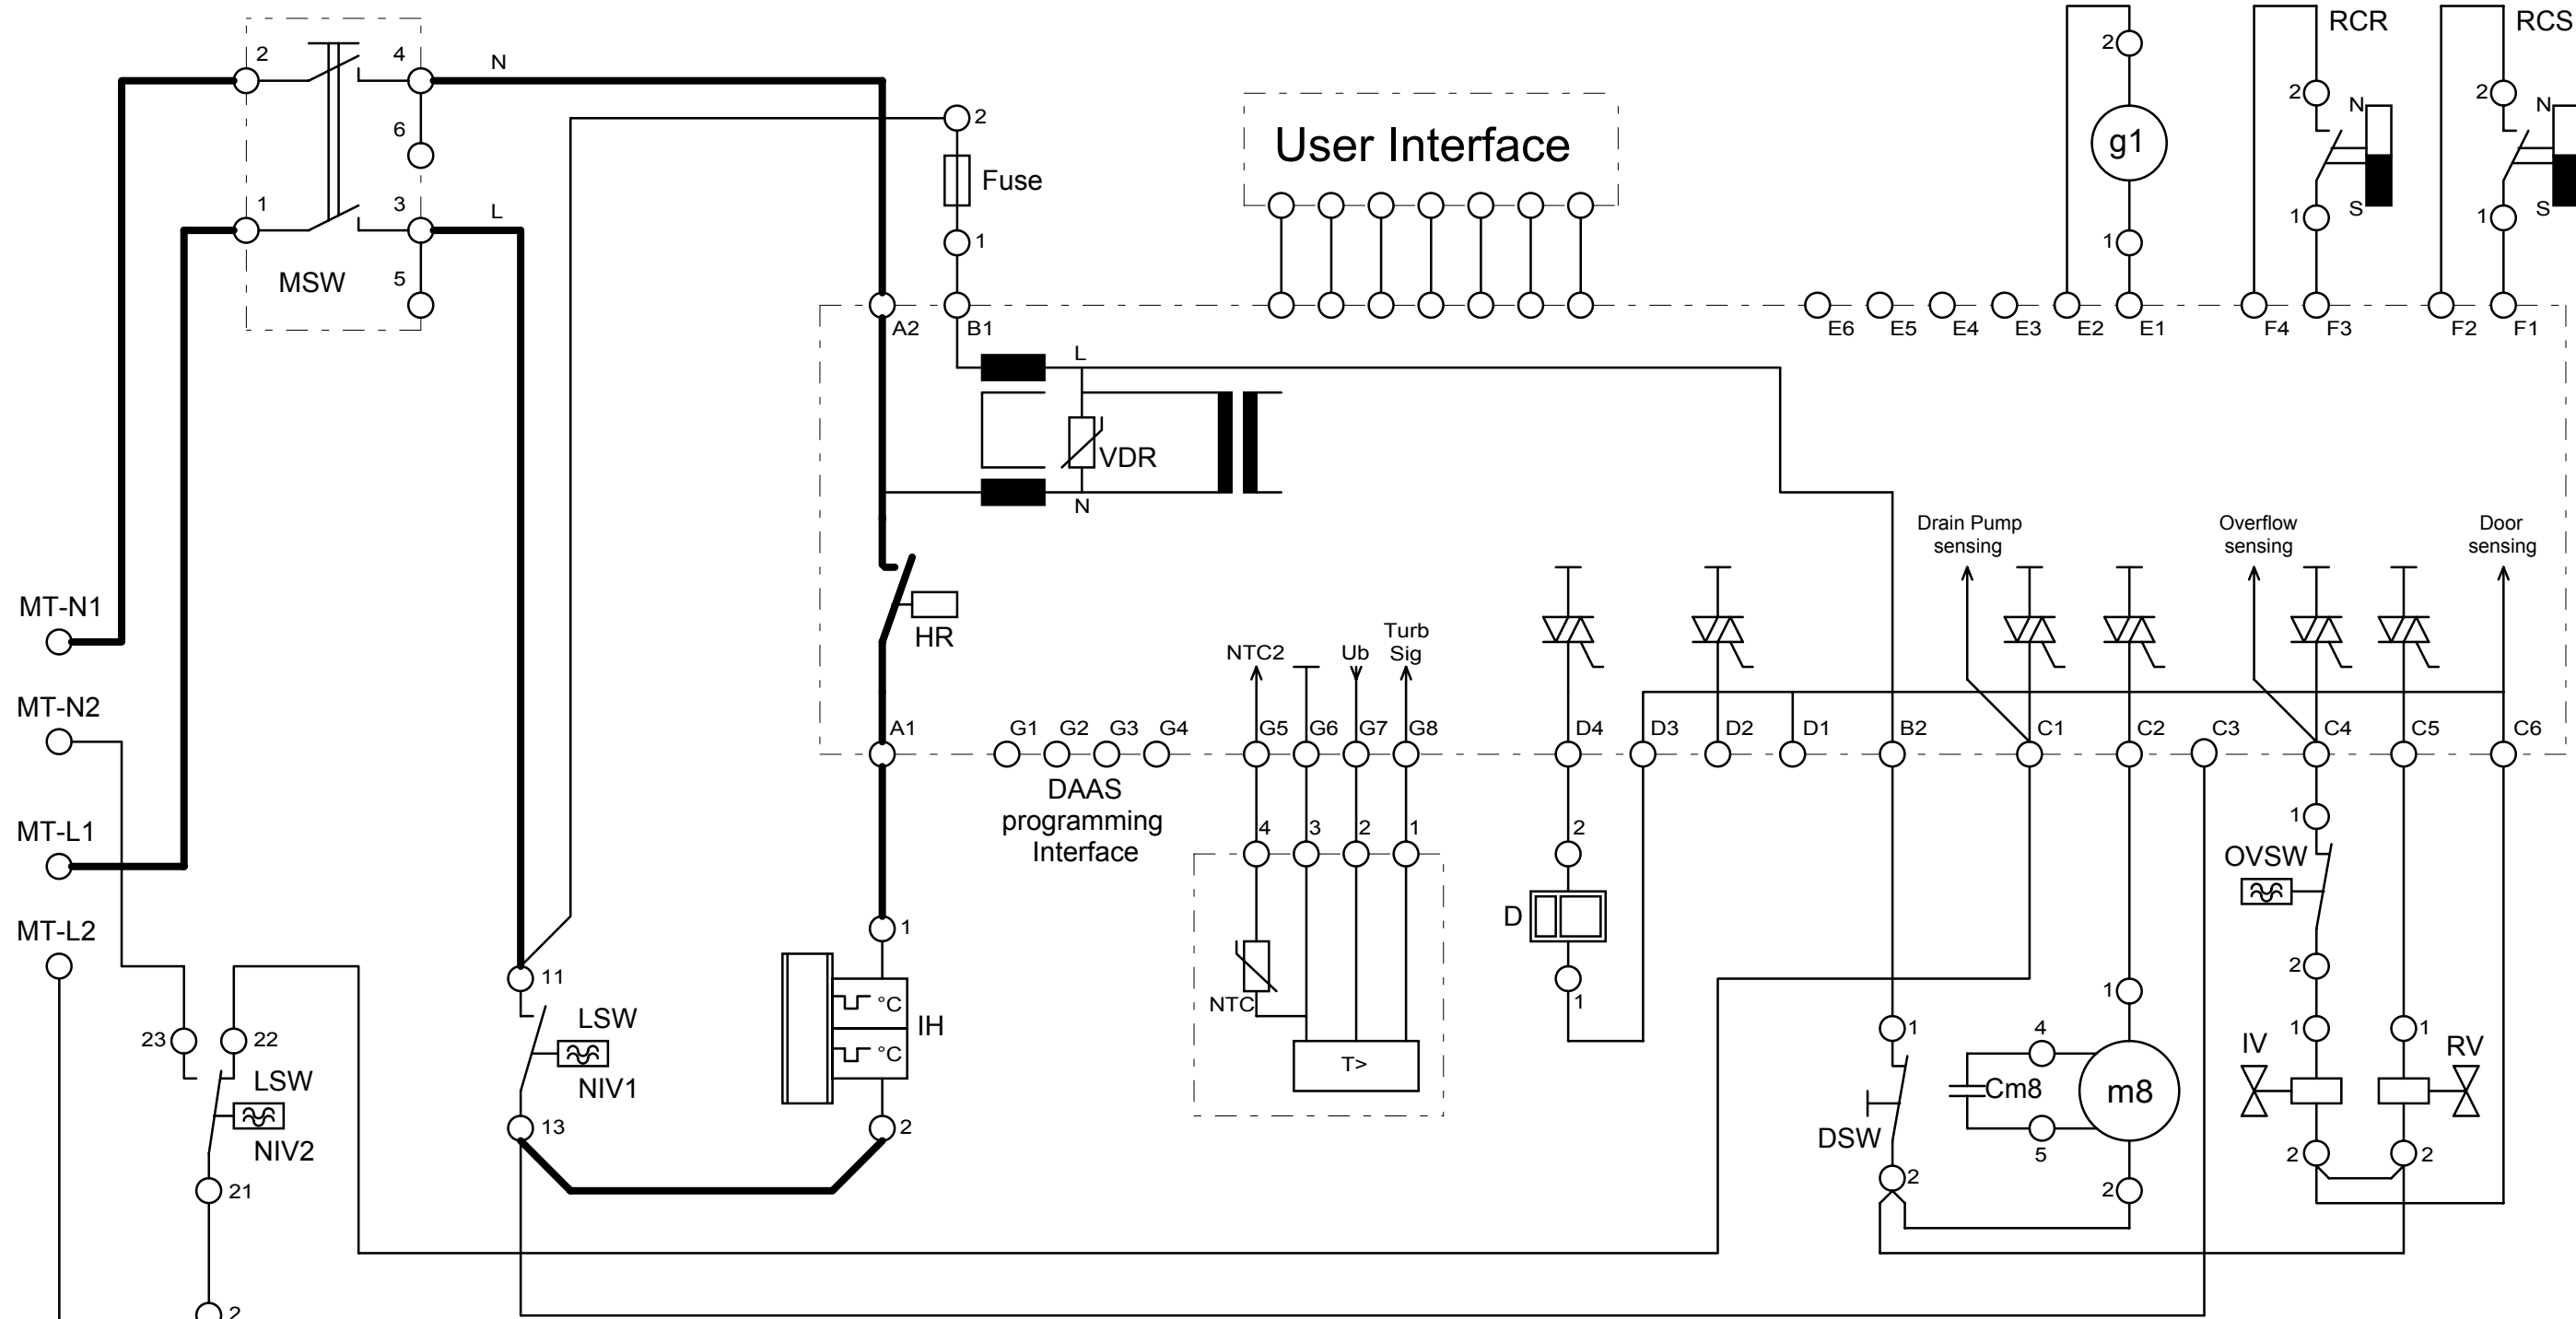 2
4
N
6
1
3
L
5
MSW
2
Fuse
1
User Interface
2
g1
1
RCR
2
N
1
S
RCS
2
N
1
S
A2
B1
E6
E5
E4
E3
E2
E1
F4
F3
F2
F1
L
VDR
N
HR
Drain Pump
sensing
Overflow
sensing
Door
sensing
MT-N1
MT-N2
MT-L1
MT-L2
NTC2
Ub
Turb
Sig
A1
G1
G2
G3
G4
G5
G6
G7
G8
D4
D3
D2
D1
B2
C1
C2
C3
C4
C5
C6
DAAS
programming
Interface
4
3
2
1
2
D
1
1
OVSW
2
1
11
LSW
NIV1
13
°C
°C
IH
2
NTC
T>
23
22
LSW
NIV2
21
2
1
DSW
2
1
4
Cm8
m8
5
2
1
IV
2
1
RV
2